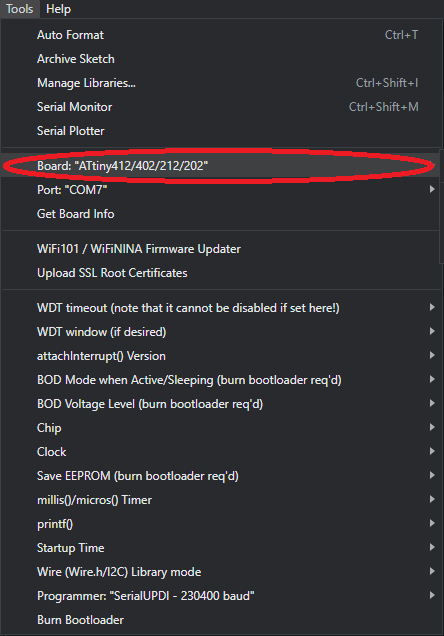 Tools Help
Auto Format Ctrl+T
Archive Sketch
Manage Libraries... Ctrl+Shift+I
Serial Monitor Ctrl+Shift+M
Serial Plotter
Board: "ATtiny412/402/212/202"
Port: "COM7"
Get Board Info
WiFi101 / WiFiNINA Firmware Updater
Upload SSL Root Certificates
WDT timeout (note that it cannot be disabled if set here!)
WDT window (if desired)
attachInterrupt() Version
BOD Mode when Active/Sleeping (burn bootloader req'd)
BOD Voltage Level (burn bootloader req'd)
Chip
Clock
Save EEPROM (burn bootloader req'd)
millis()/micros() Timer
printf()
Startup Time
Wire (Wire.h/I2C) Library mode
Programmer: "SerialUPDI - 230400 baud"
Burn Bootloader